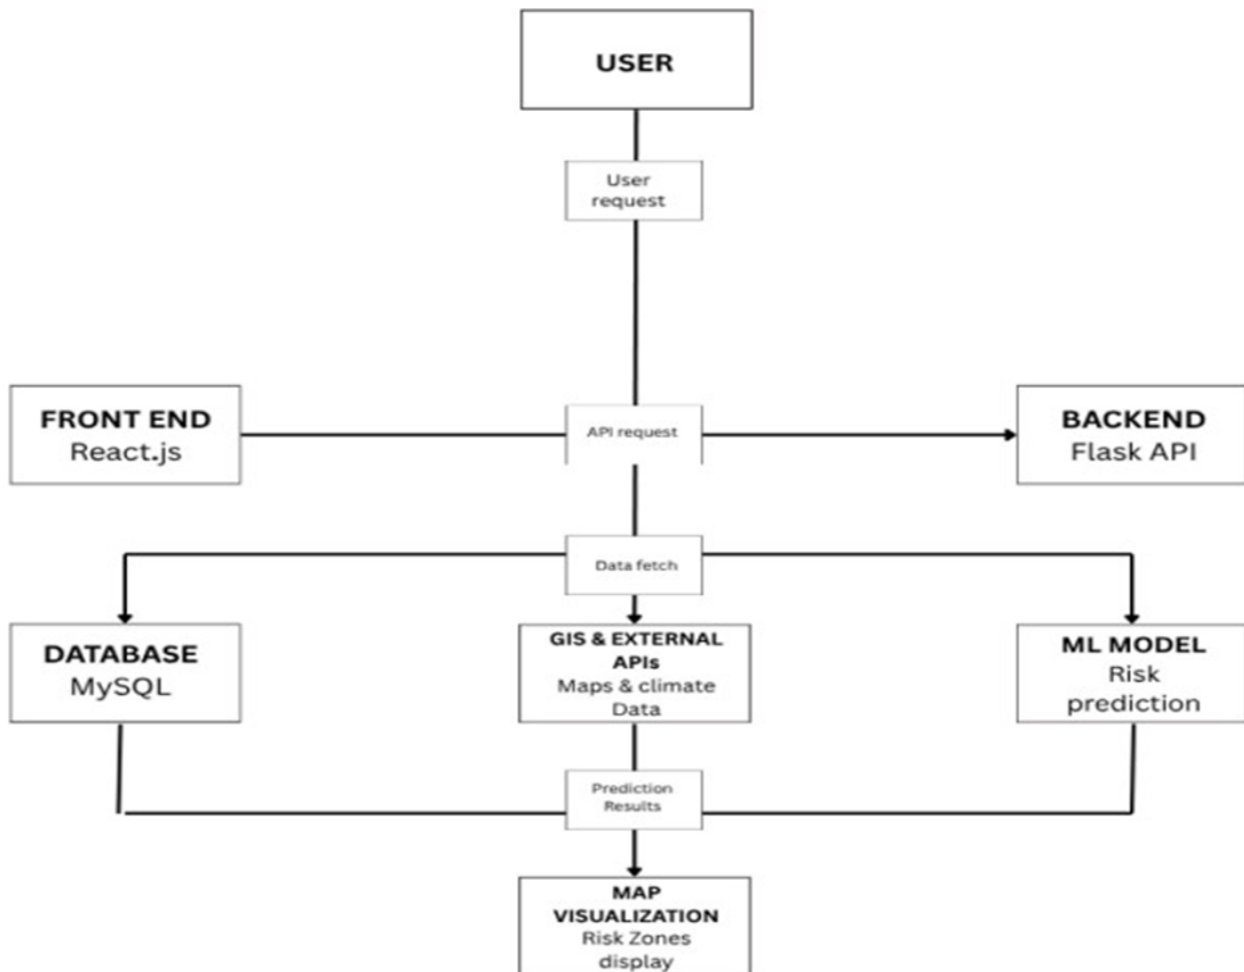 USER
User
request
FRONT END
React.js
API request
BACKEND
Flask API
Data fetch
DATABASE
MySQL
GIS & EXTERNAL
APIs
Maps & climate
Data
ML MODEL
Risk
prediction
Prediction
Results
MAP
VISUALIZATION
Risk Zones
display